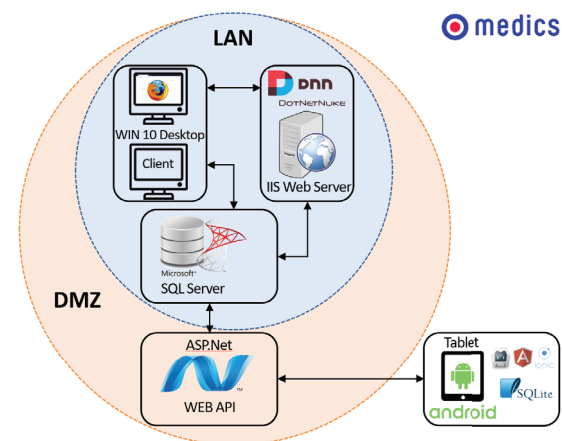 medics
LAN
DNN
DOTNETNUKE
WIN 10 Desktop
Client
IIS Web Server
Microsoft®
SQL Server
DMZ
ASP.Net
TM
WEB API
Tablet
ionic
SQLite
android